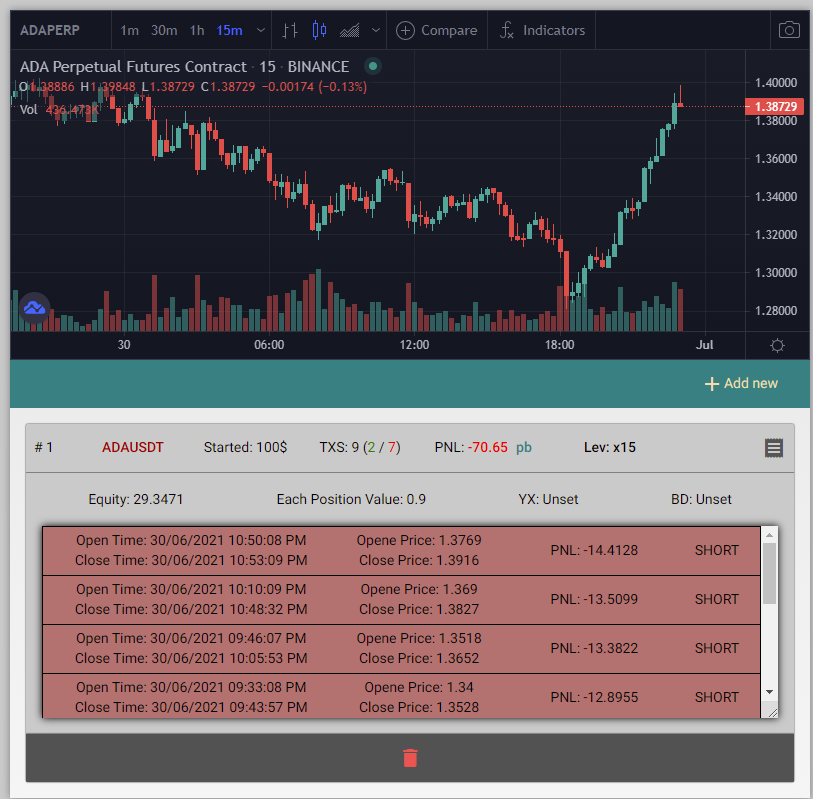 ADAPERP 1m 30m 1h 15m Compare Indicators
ADA Perpetual Futures Contract · 15 · BINANCE
O1.38886 H1.39848 L1.38729 C1.38729 −0.00174 (−0.13%)
Vol 436.473K
1.40000
1.38729
1.38000
1.36000
1.34000
1.32000
1.30000
1.28000
30 06:00 12:00 18:00 Jul
+ Add new
# 1 ADAUSDT Started: 100$ TXS: 9 (2 / 7) PNL: -70.65 pb Lev: x15
Equity: 29.3471 Each Position Value: 0.9 YX: Unset BD: Unset
Open Time: 30/06/2021 10:50:08 PM Opene Price: 1.3769
Close Time: 30/06/2021 10:53:09 PM Close Price: 1.3916
PNL: -14.4128 SHORT
Open Time: 30/06/2021 10:10:09 PM Opene Price: 1.369
Close Time: 30/06/2021 10:48:32 PM Close Price: 1.3827
PNL: -13.5099 SHORT
Open Time: 30/06/2021 09:46:07 PM Opene Price: 1.3518
Close Time: 30/06/2021 10:05:53 PM Close Price: 1.3652
PNL: -13.3822 SHORT
Open Time: 30/06/2021 09:33:08 PM Opene Price: 1.34
Close Time: 30/06/2021 09:43:57 PM Close Price: 1.3528
PNL: -12.8955 SHORT